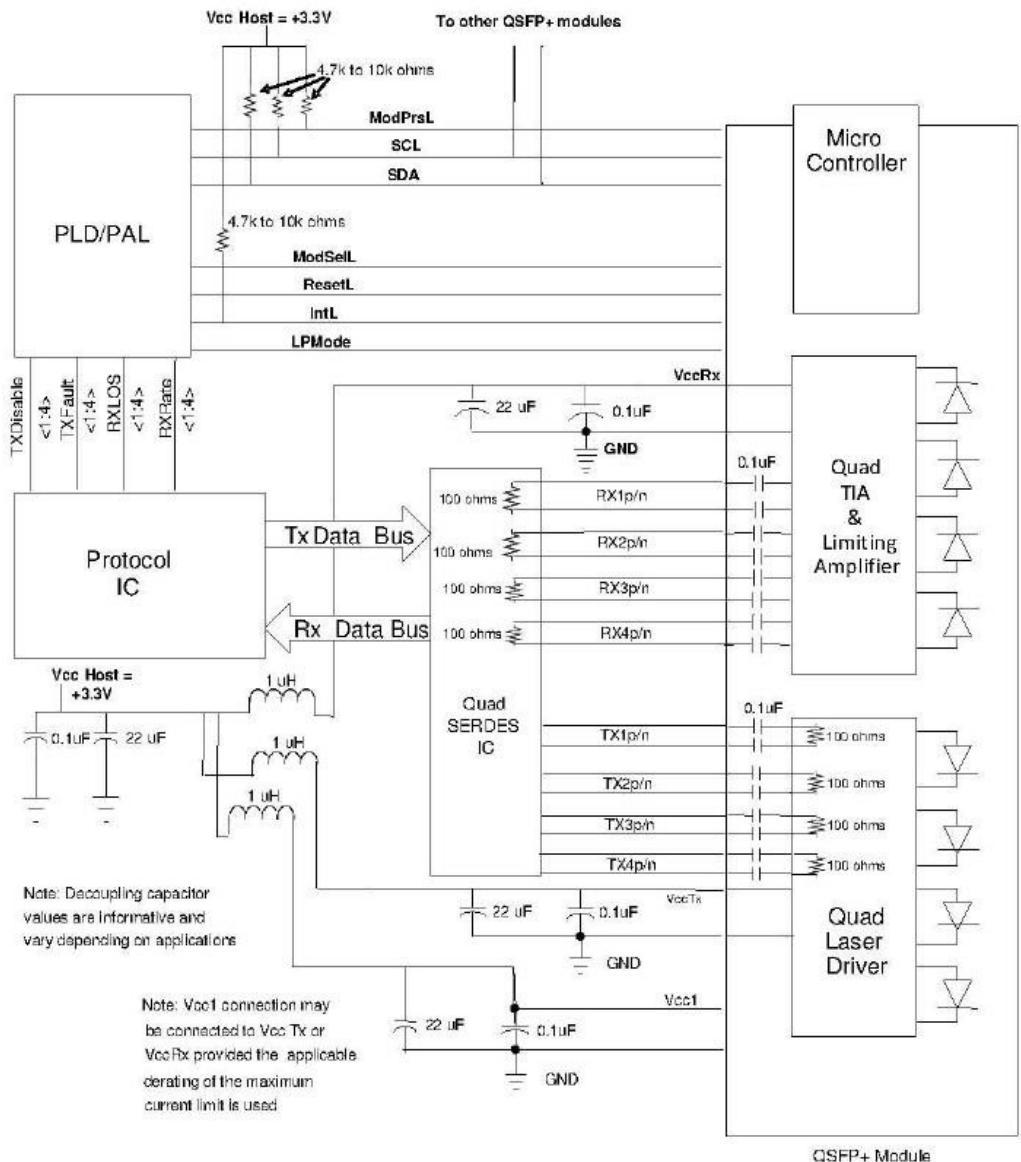 Vcc Host = +3.3V
To other QSFP+ modules
4.7k to 10k ohms
ModPrsL
SCL
SDA
Micro
Controller
PLD/PAL
4.7k to 10k ohms
ModSelL
ResetL
IntL
LPMode
TXDisable
<1:4>
TXFault
<1:4>
RXLOS
<1:4>
RXRate
<1:4>
VccRx
22 uF
0.1uF
GND
0.1uF
Quad
TIA
&
Limiting
Amplifier
100 ohms
RX1p/n
100 ohms
RX2p/n
100 ohms
RX3p/n
100 ohms
RX4p/n
Tx Data Bus
Protocol
IC
Rx Data Bus
Vcc Host =
+3.3V
1 uH
0.1uF
22 uF
1 uH
1 uH
Quad
SERDES
IC
0.1uF
TX1p/n
100 ohms
TX2p/n
100 ohms
TX3p/n
100 ohms
TX4p/n
100 ohms
Note: Decoupling capacitor
values are informative and
vary depending on applications
VccTx
22 uF
0.1uF
GND
Quad
Laser
Driver
Note: Vcc1 connection may
be connected to Vcc Tx or
VccRx provided the applicable
derating of the maximum
current limit is used
Vcc1
22 uF
0.1uF
GND
QSFP+ Module